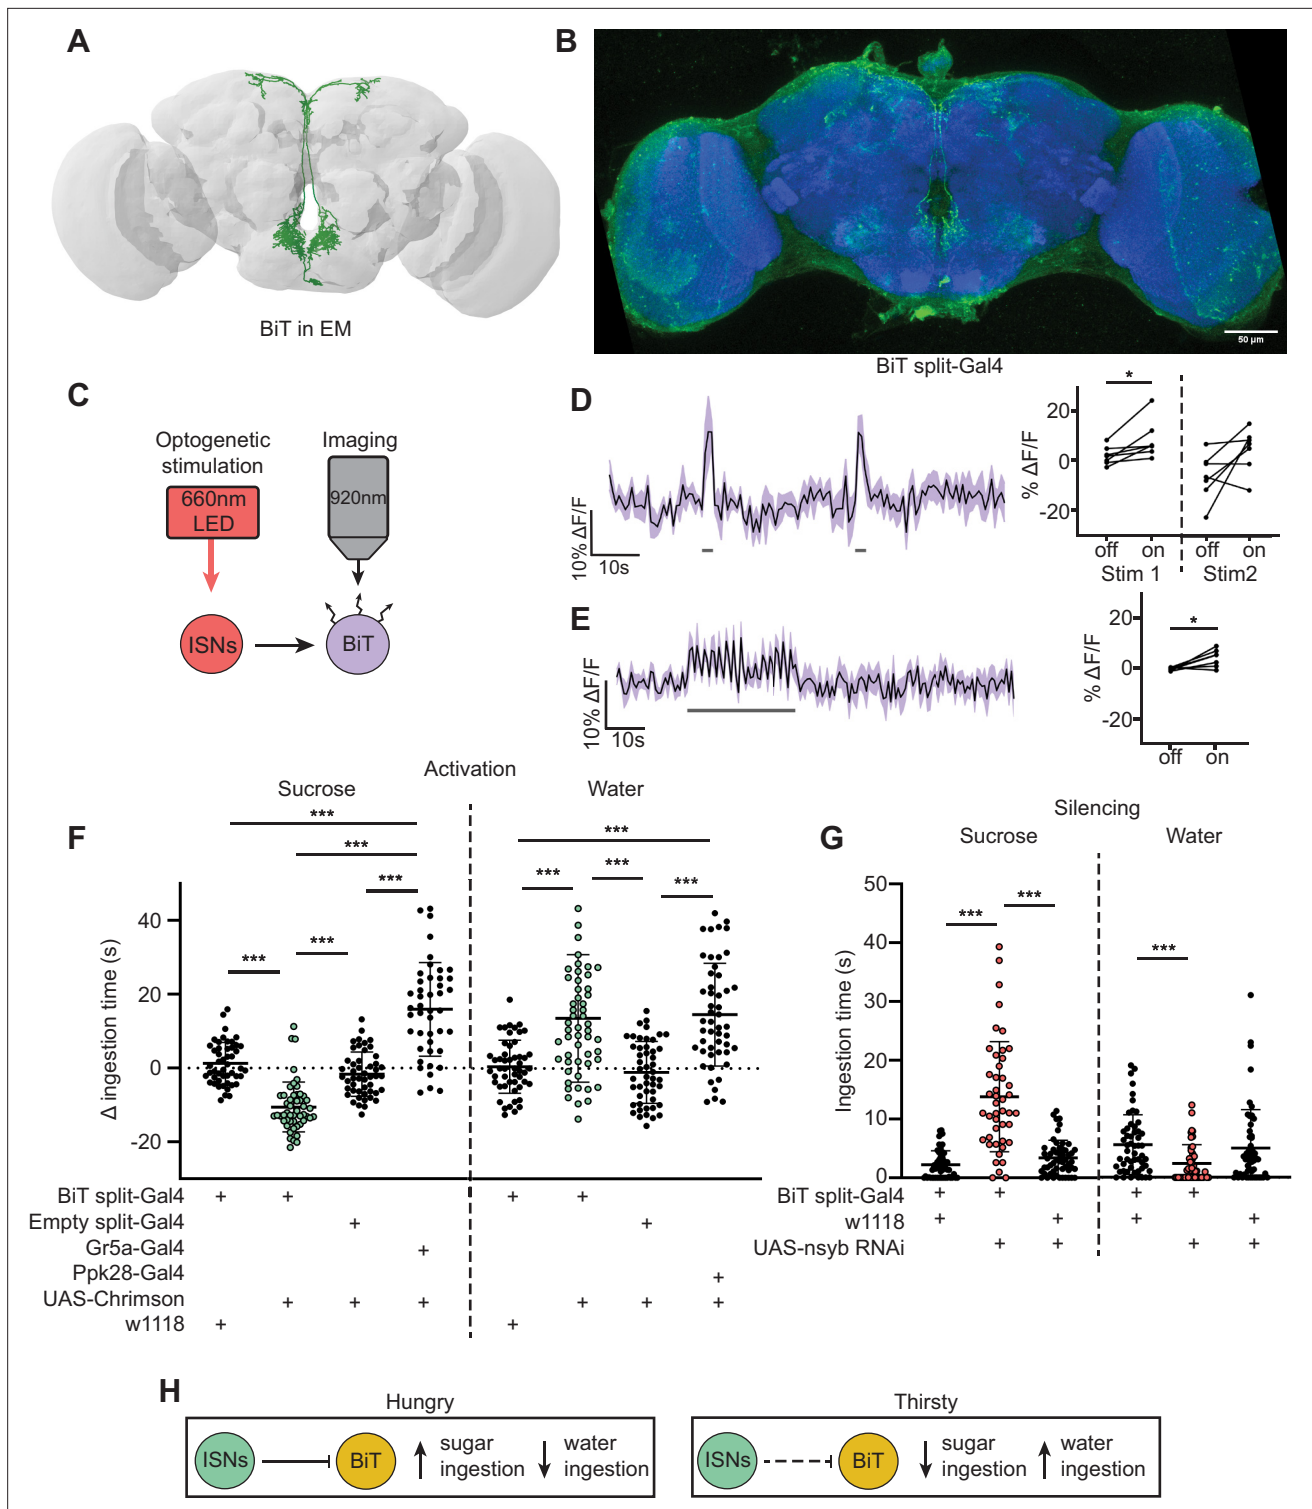 A
BiT in EM
B
50 µm
BiT split-Gal4
C
Optogenetic
stimulation
Imaging
660nm
LED
920nm
ISNs
BiT
D
10% ΔF/F
10s
*
% ΔF/F
20
0
-20
off on off on
Stim 1 Stim2
E
10% ΔF/F
10s
*
% ΔF/F
20
0
-20
off on
Activation
Sucrose Water
F
*** *** *** *** *** *** *** *** ***
Δ ingestion time (s)
40
20
0
-20
BiT split-Gal4 + + + +
Empty split-Gal4 + +
Gr5a-Gal4 +
Ppk28-Gal4 +
UAS-Chrimson + + + + + +
w1118 + +
Silencing
Sucrose Water
G
*** *** ***
Ingestion time (s)
50
40
30
20
10
0
BiT split-Gal4 + + + +
w1118 + + + +
UAS-nsyb RNAi + + + +
H
Hungry
ISNs BiT sugar ingestion water ingestion
Thirsty
ISNs BiT sugar ingestion water ingestion